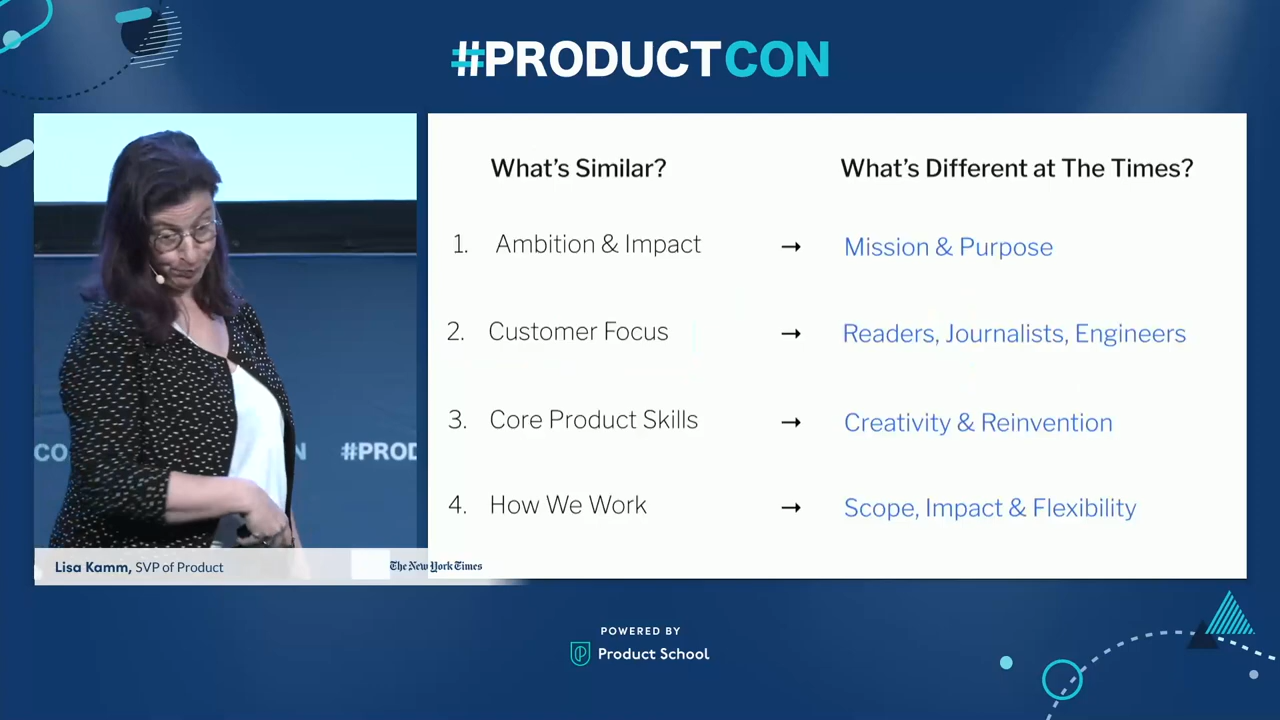 #PRODUCTCON
What's Similar?
What's Different at The Times?
1. Ambition & Impact → Mission & Purpose
2. Customer Focus → Readers, Journalists, Engineers
3. Core Product Skills → Creativity & Reinvention
4. How We Work → Scope, Impact & Flexibility
CO
N
#PROD
Lisa Kamm, SVP of Product
The New York Times
POWERED BY
Product School